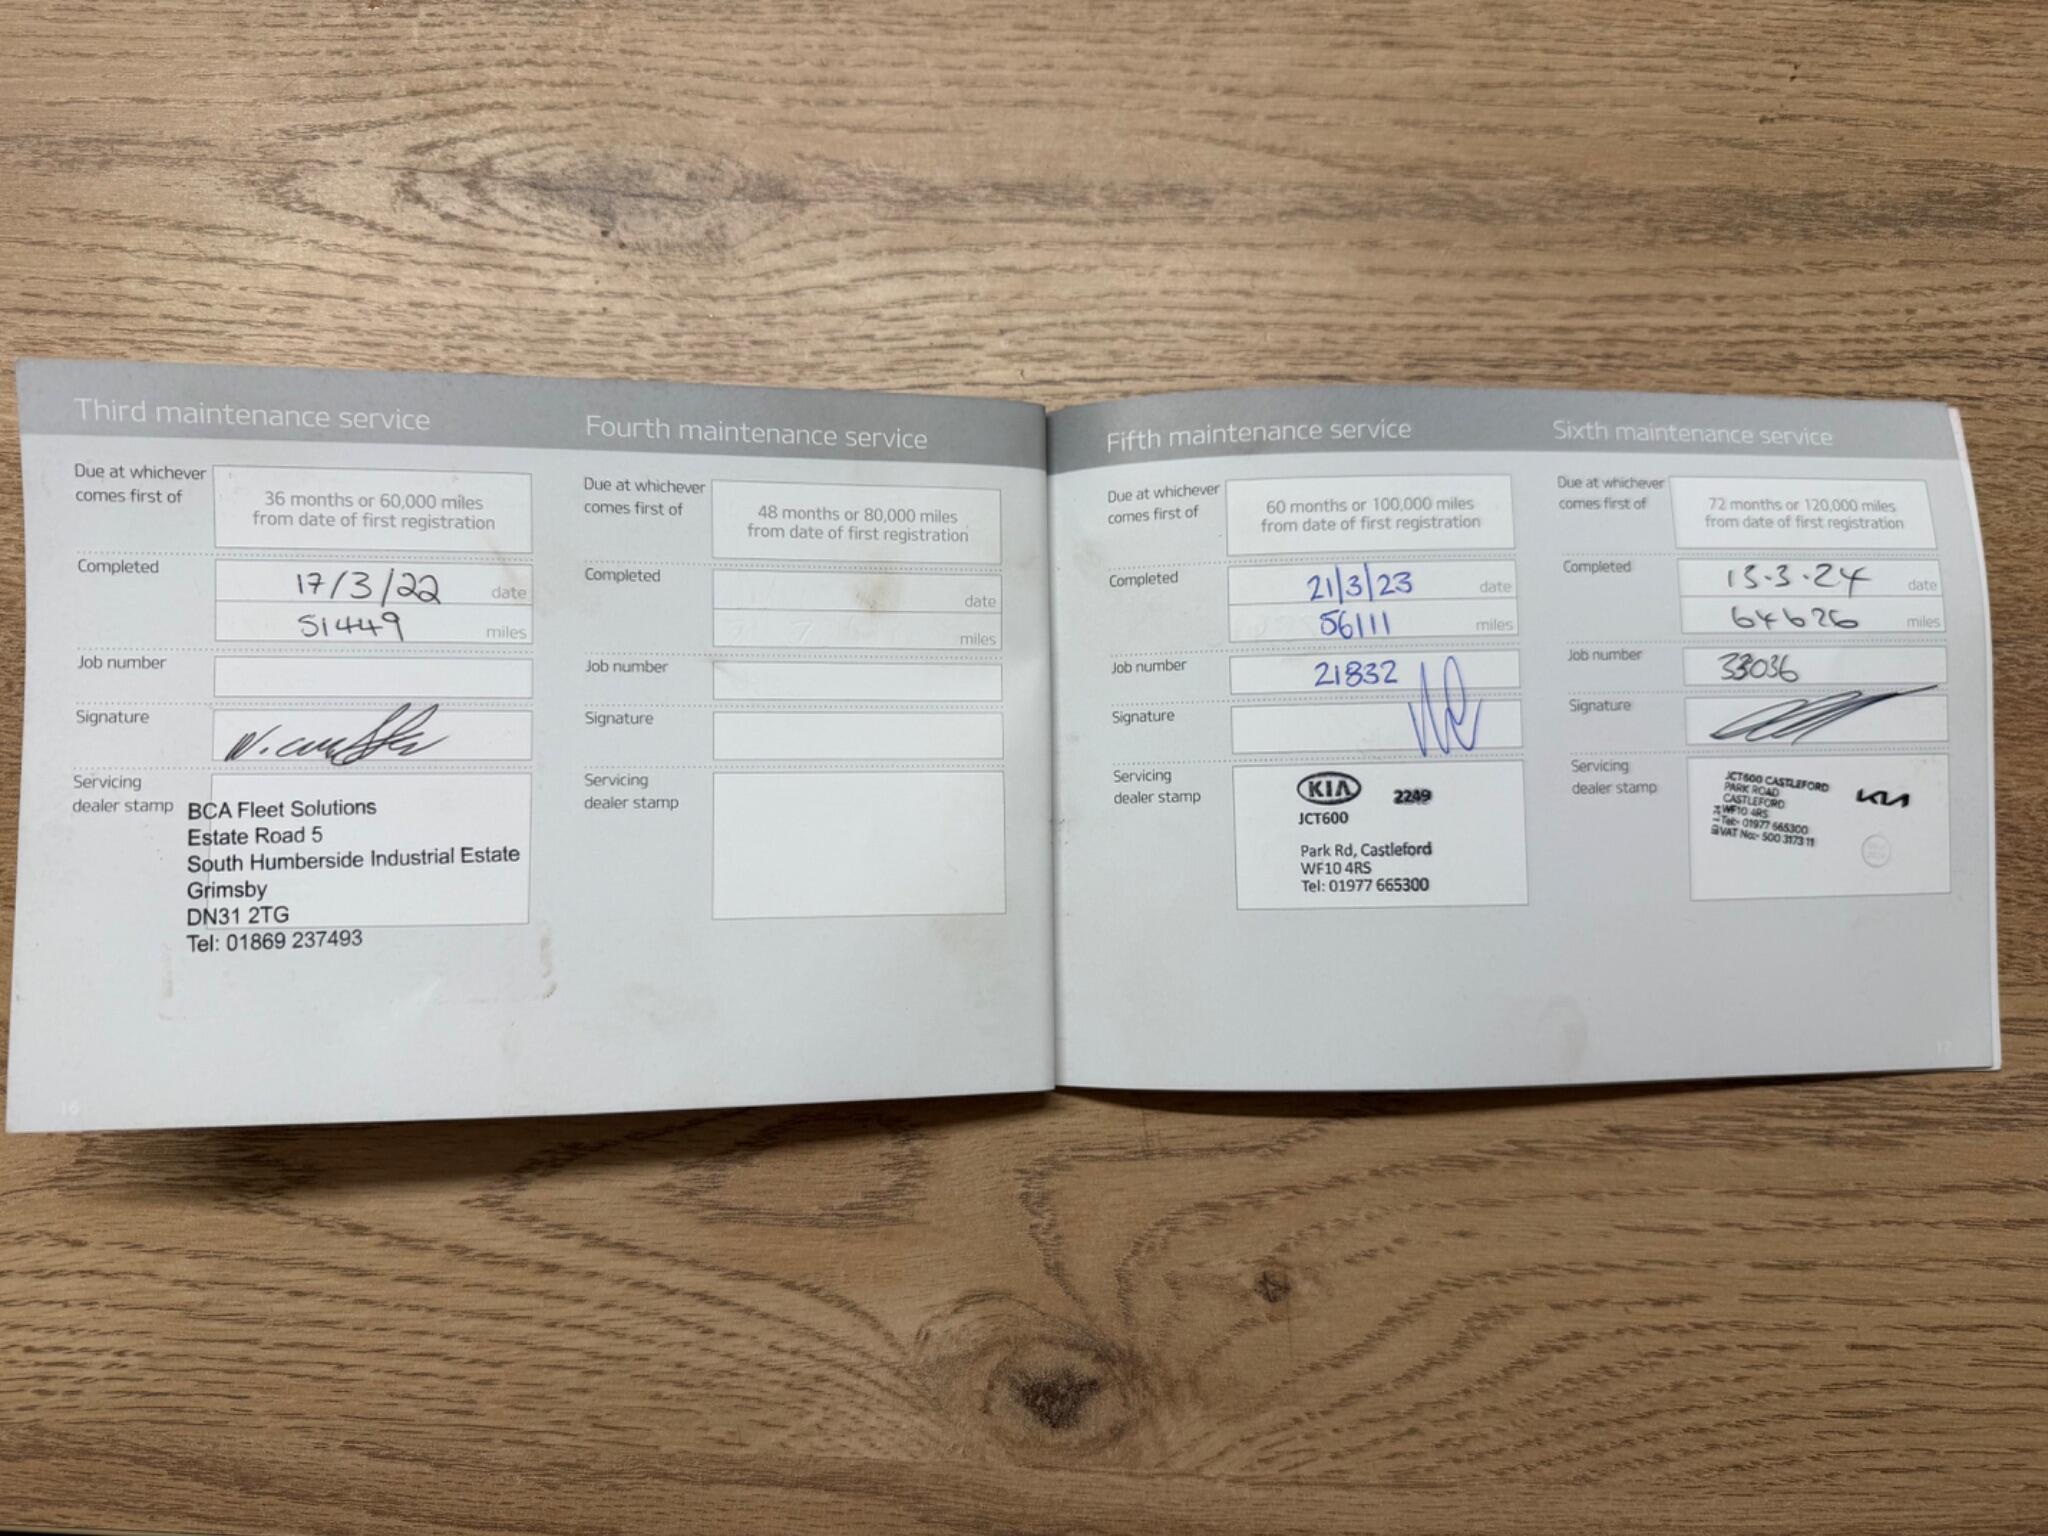 Third maintenance service
Due at whichever
comes first of
36 months or 60,000 miles
from date of first registration
Completed
17/3/22 date
51449 miles
Job number
Signature
Servicing
dealer stamp
BCA Fleet Solutions
Estate Road 5
South Humberside Industrial Estate
Grimsby
DN31 2TG
Tel: 01869 237493
16
Fourth maintenance service
Due at whichever
comes first of
48 months or 80,000 miles
from date of first registration
Completed
date
miles
Job number
Signature
Servicing
dealer stamp
Fifth maintenance service
Due at whichever
comes first of
60 months or 100,000 miles
from date of first registration
Completed
21/3/23 date
56111 miles
Job number
21832
Signature
Servicing
dealer stamp
KIA 2249
JCT600
Park Rd, Castleford
WF10 4RS
Tel: 01977 665300
Sixth maintenance service
Due at whichever
comes first of
72 months or 120,000 miles
from date of first registration
Completed
13.3.24 date
64626 miles
Job number
33036
Signature
Servicing
dealer stamp
JCT600 CASTLEFORD
PARK ROAD
CASTLEFORD
WF10 4RS
Tel:- 01977 665300
VAT No:- 500 3173 11
KIA
17